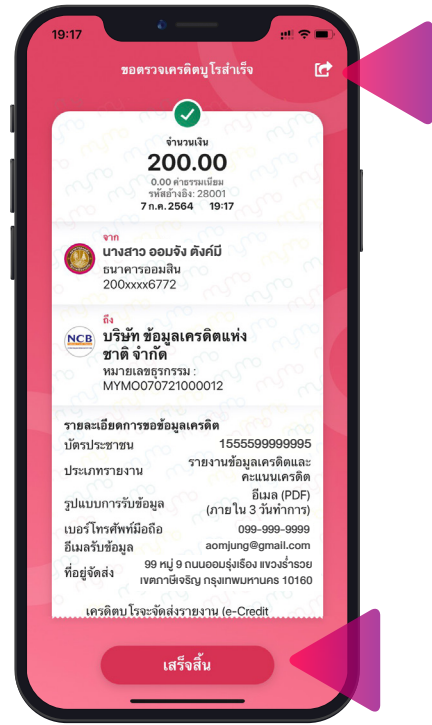 19:17
ขอตรวจเครดิตบูโรสำเร็จ
จำนวนเงิน
200.00
0.00 ค่าธรรมเนียม
รหัสอ้างอิง: 28001
7 ก.ค. 2564 19:17
จาก
นางสาว ออมจัง ตังค์มี
ธนาคารออมสิน
200xxxx6772
ถึง
NCB
บริษัท ข้อมูลเครดิตแห่ง
ชาติ จำกัด
หมายเลขธุรกรรม :
MYMO070721000012
รายละเอียดการขอข้อมูลเครดิต
บัตรประชาชน 1555599999995
ประเภทรายงาน รายงานข้อมูลเครดิตและ
คะแนนเครดิต
รูปแบบการรับข้อมูล อีเมล (PDF)
(ภายใน 3 วันทำการ)
เบอร์โทรศัพท์มือถือ 099-999-9999
อีเมลรับข้อมูล aomjung@gmail.com
ที่อยู่จัดส่ง 99 หมู่ 9 ถนนออมรุ่งเรือง แขวงร่ำรวย
เขตภาษีเจริญ กรุงเทพมหานคร 10160
เครดิตบูโรจะจัดส่งรายงาน (e-Credit
เสร็จสิ้น